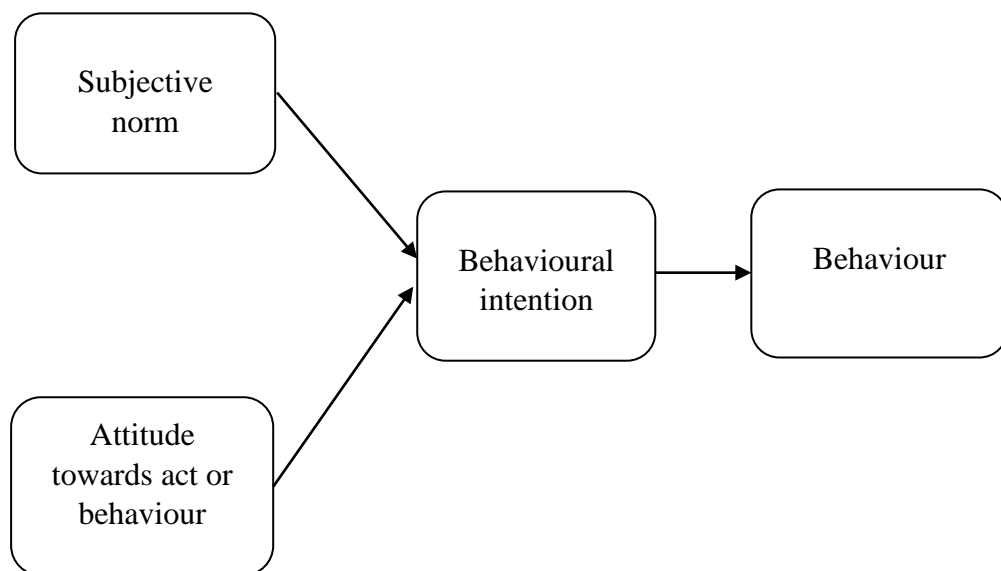 Subjective
norm
Behavioural
intention
Behaviour
Attitude
towards act or
behaviour